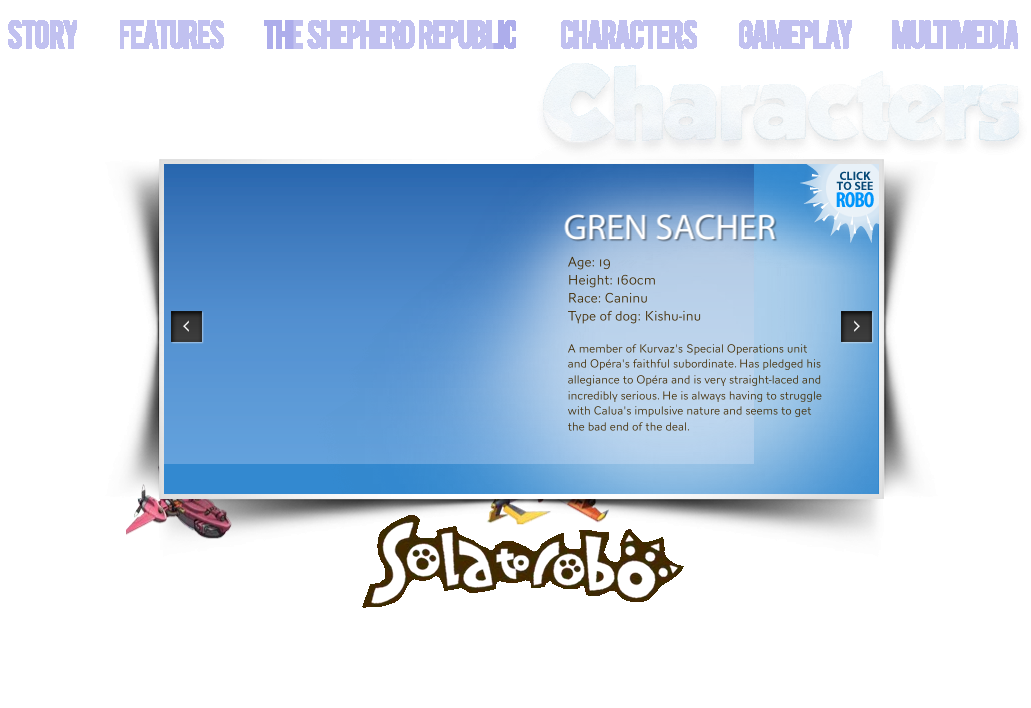 STORY FEATURES THE SHEPHERD REPUBLIC CHARACTERS GAMEPLAY MULTIMEDIA
Characters
CLICK
TO SEE
ROBO
GREN SACHER
Age: 19
Height: 160cm
Race: Caninu
Type of dog: Kishu-inu
A member of Kurvaz's Special Operations unit
and Opéra's faithful subordinate. Has pledged his
allegiance to Opéra and is very straight-laced and
incredibly serious. He is always having to struggle
with Calua's impulsive nature and seems to get
the bad end of the deal.
Solatorobo